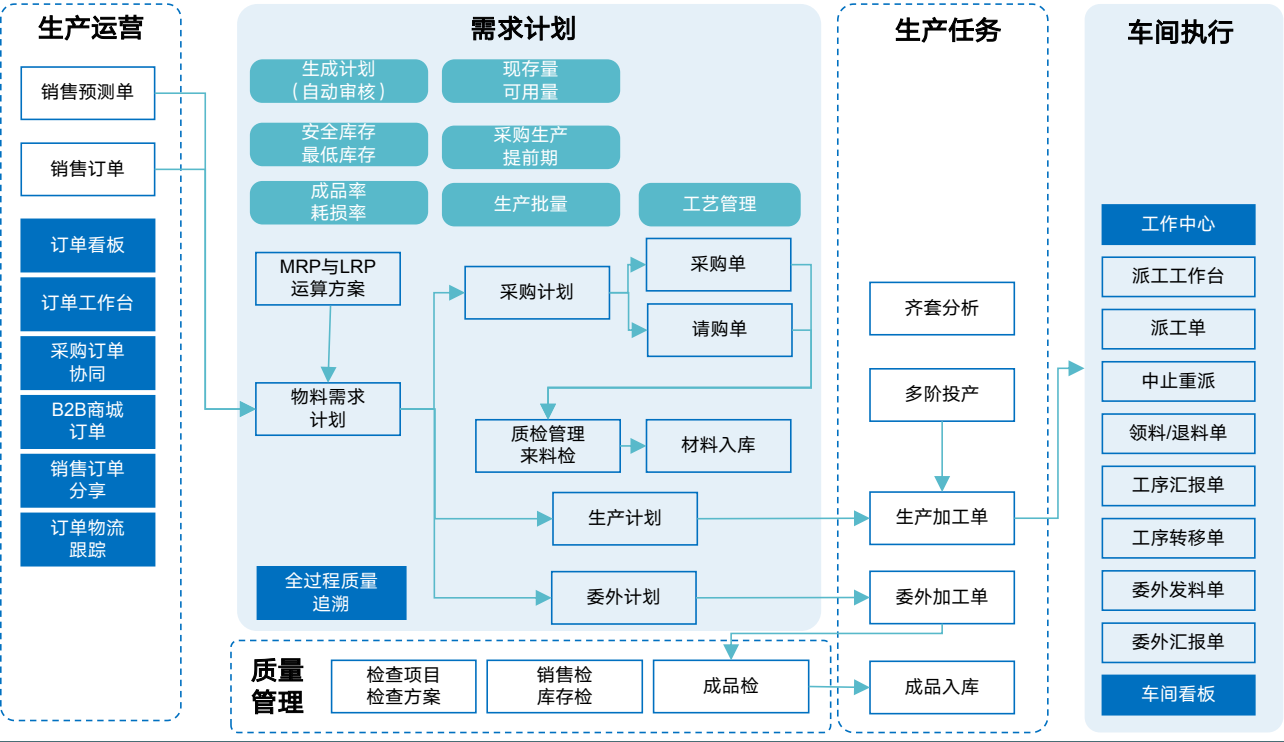 生产运营
销售预测单
销售订单
订单看板
订单工作台
采购订单
协同
B2B商城
订单
销售订单
分享
订单物流
跟踪
需求计划
生成计划
（自动审核）
现存量
可用量
安全库存
最低库存
采购生产
提前期
成品率
耗损率
生产批量
工艺管理
MRP与LRP
运算方案
采购计划
采购单
请购单
物料需求
计划
质检管理
来料检
材料入库
生产计划
全过程质量
追溯
委外计划
质量
管理
检查项目
检查方案
销售检
库存检
成品检
生产任务
齐套分析
多阶投产
生产加工单
委外加工单
成品入库
车间执行
工作中心
派工工作台
派工单
中止重派
领料/退料单
工序汇报单
工序转移单
委外发料单
委外汇报单
车间看板